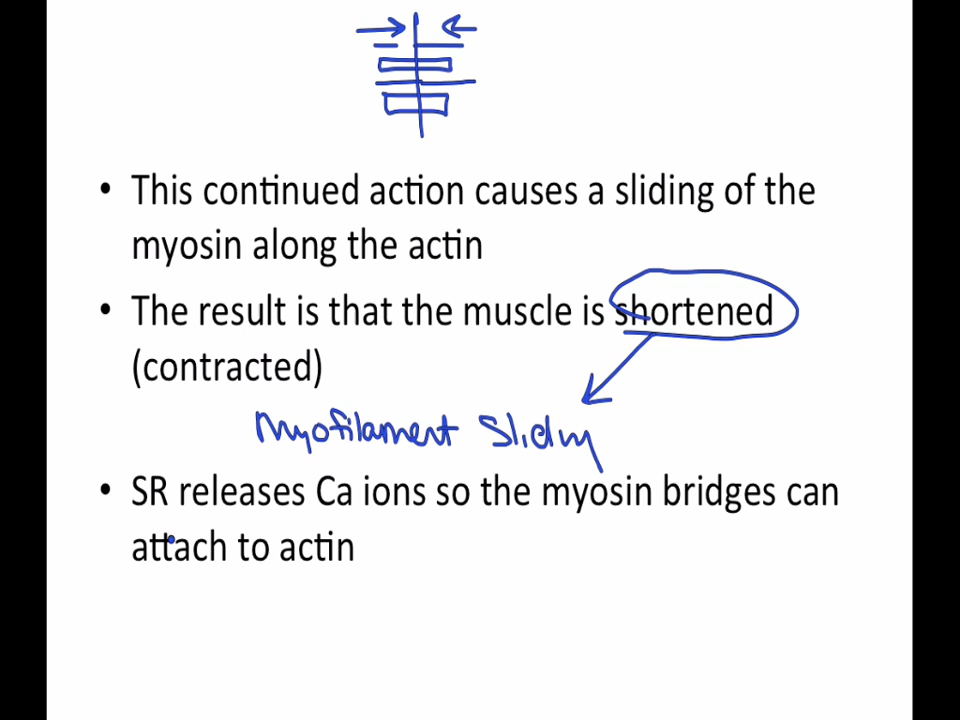 • This continued action causes a sliding of the
myosin along the actin
• The result is that the muscle is shortened
(contracted)
Myofilament Sliding
• SR releases Ca ions so the myosin bridges can
attach to actin